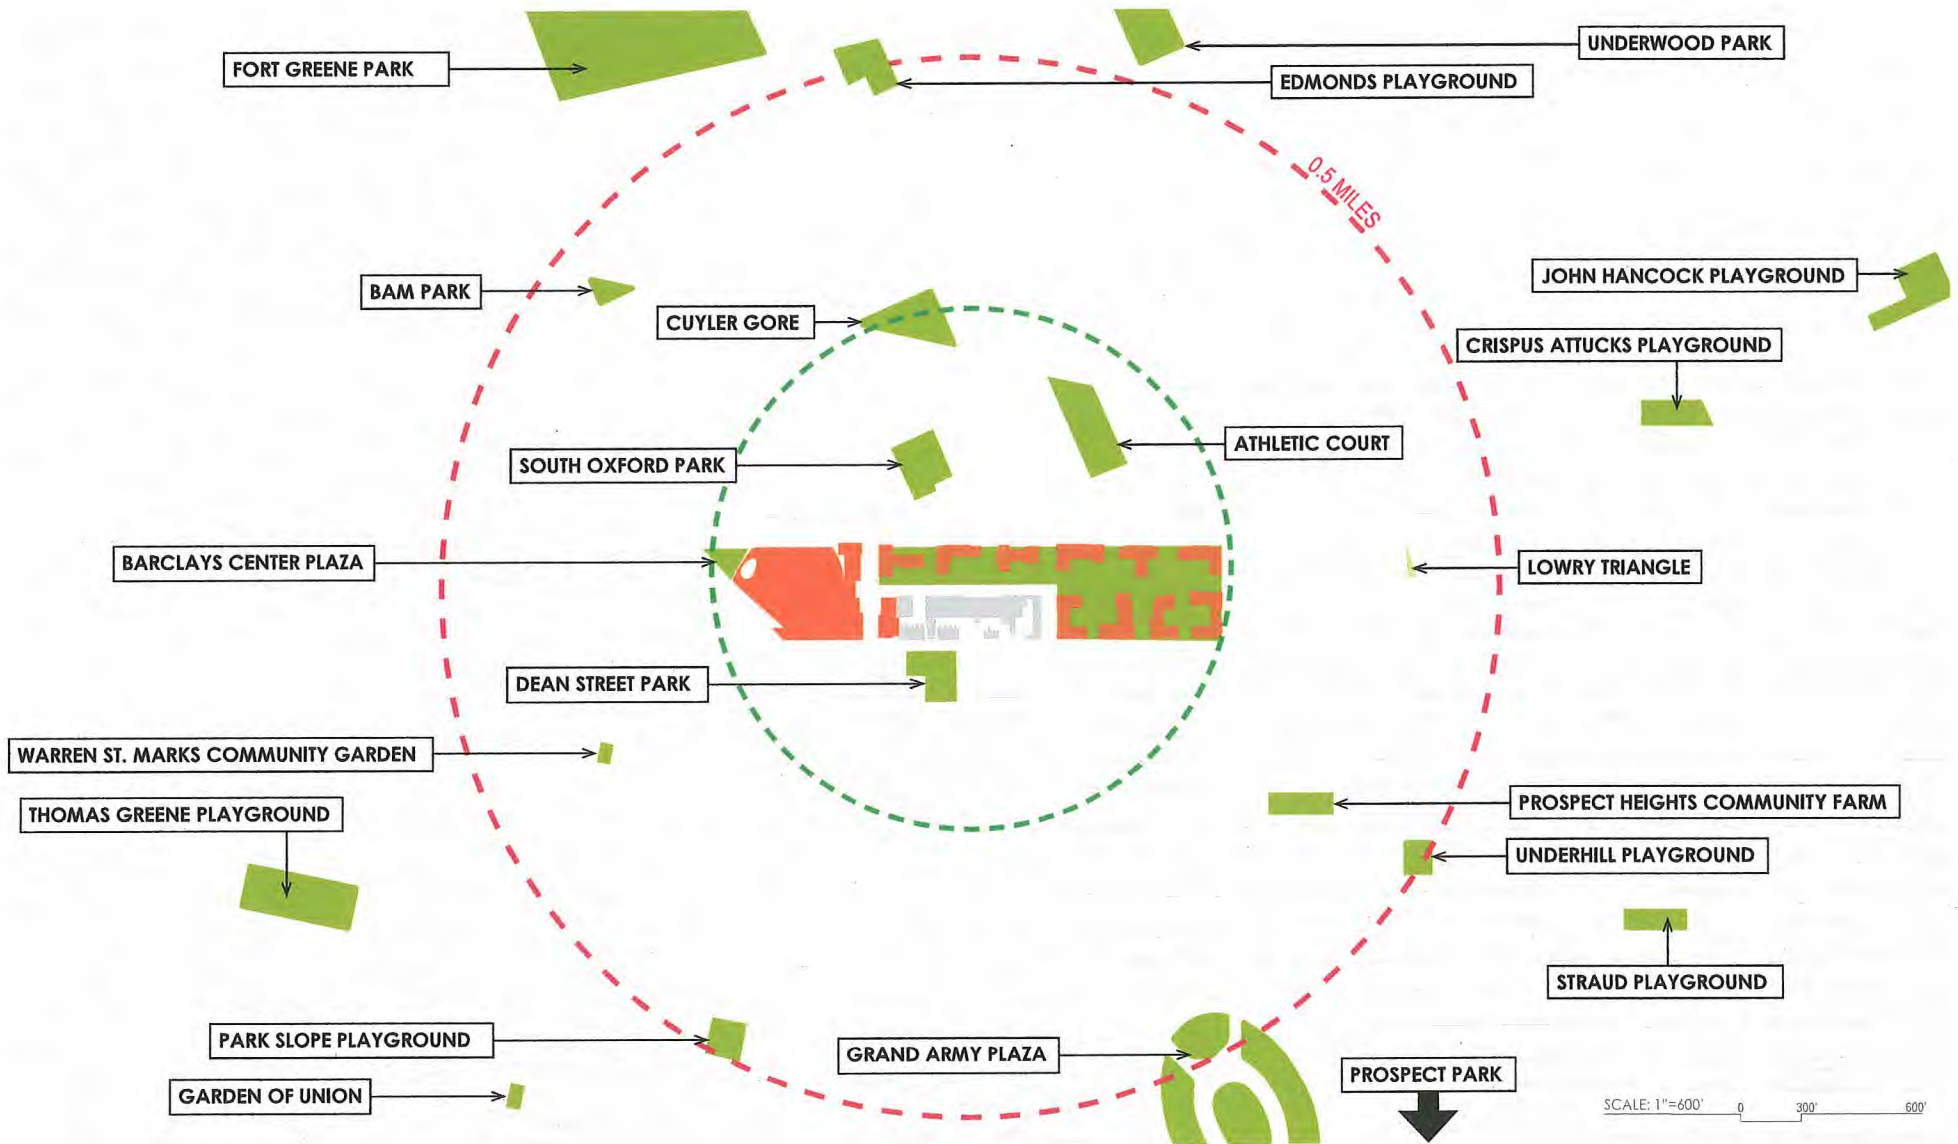 UNDERWOOD PARK
FORT GREENE PARK
EDMONDS PLAYGROUND
0.5 MILES
JOHN HANCOCK PLAYGROUND
BAM PARK
CUYLER GORE
CRISPUS ATTUCKS PLAYGROUND
ATHLETIC COURT
SOUTH OXFORD PARK
BARCLAYS CENTER PLAZA
LOWRY TRIANGLE
DEAN STREET PARK
WARREN ST. MARKS COMMUNITY GARDEN
PROSPECT HEIGHTS COMMUNITY FARM
THOMAS GREENE PLAYGROUND
UNDERHILL PLAYGROUND
STRAUD PLAYGROUND
PARK SLOPE PLAYGROUND
GRAND ARMY PLAZA
PROSPECT PARK
GARDEN OF UNION
SCALE: 1"=600' 0 300' 600'